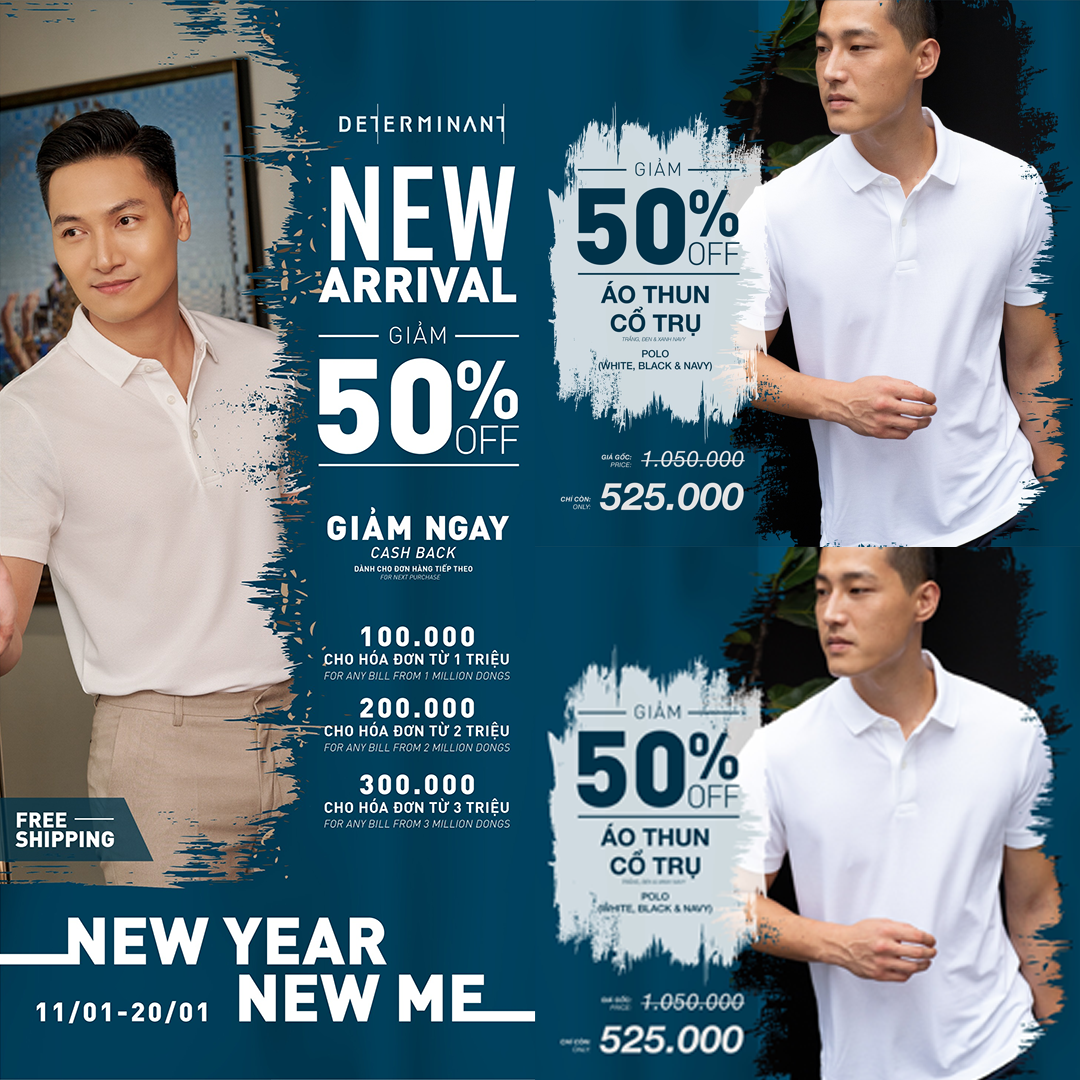 DETERMINANT
NEW
ARRIVAL
GIẢM
50%
OFF
GIẢM NGAY
CASH BACK
DÀNH CHO ĐƠN HÀNG TIẾP THEO
FOR NEXT PURCHASE
100.000
CHO HÓA ĐƠN TỪ 1 TRIỆU
FOR ANY BILL FROM 1 MILLION DONGS
200.000
CHO HÓA ĐƠN TỪ 2 TRIỆU
FOR ANY BILL FROM 2 MILLION DONGS
300.000
CHO HÓA ĐƠN TỪ 3 TRIỆU
FOR ANY BILL FROM 3 MILLION DONGS
FREE
SHIPPING
NEW YEAR
NEW ME
11/01-20/01
GIẢM
50%
OFF
ÁO THUN
CỔ TRỤ
TRẮNG, ĐEN & XANH NAVY
POLO
(WHITE, BLACK & NAVY)
GIÁ GỐC:
PRICE:
1.050.000
CHỈ CÒN:
ONLY:
525.000
GIẢM
50%
OFF
ÁO THUN
CỔ TRỤ
TRẮNG, ĐEN & XANH NAVY
POLO
(WHITE, BLACK & NAVY)
GIÁ GỐC:
PRICE:
1.050.000
CHỈ CÒN:
ONLY:
525.000